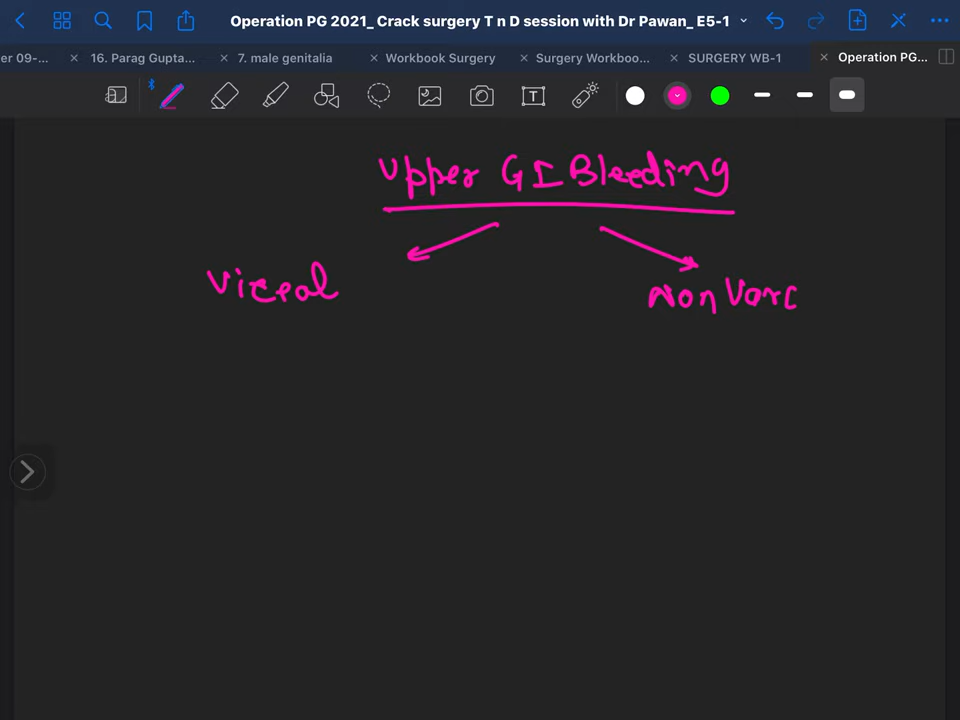 Operation PG 2021_ Crack surgery T n D session with Dr Pawan_ E5-1
er 09-... 16. Parag Gupta... 7. male genitalia Workbook Surgery Surgery Workboo... SURGERY WB-1 Operation PG...
T
Upper GI Bleeding
Viceal Non Varc